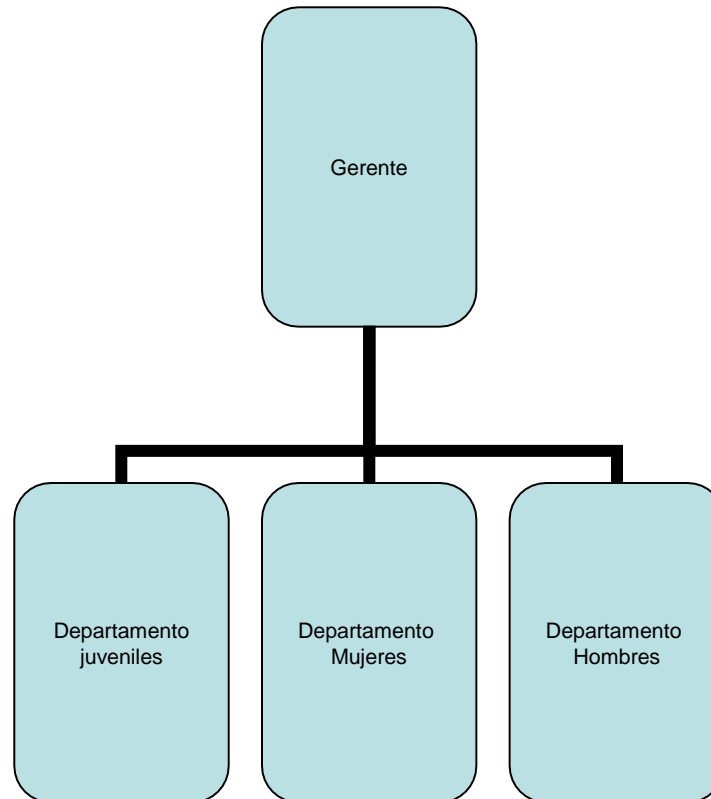 Gerente
Departamento
juveniles
Departamento
Mujeres
Departamento
Hombres